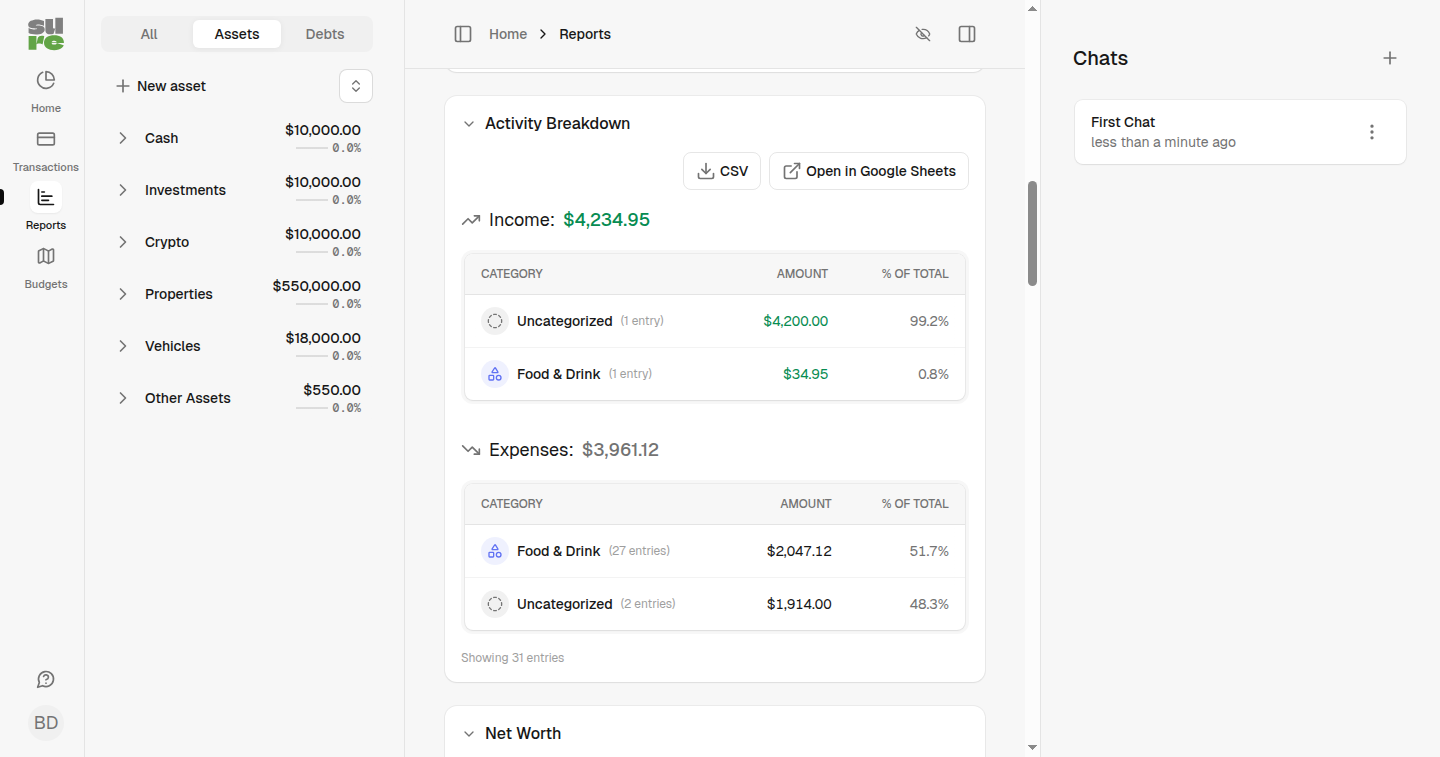 sure
Home
Transactions
Reports
Budgets
BD
All
Assets
Debts
New asset
Cash
$10,000.00
0.0%
Investments
$10,000.00
0.0%
Crypto
$10,000.00
0.0%
Properties
$550,000.00
0.0%
Vehicles
$18,000.00
0.0%
Other Assets
$550.00
0.0%
Home > Reports
Activity Breakdown
CSV
Open in Google Sheets
Income: $4,234.95
CATEGORY AMOUNT % OF TOTAL
Uncategorized (1 entry) $4,200.00 99.2%
Food & Drink (1 entry) $34.95 0.8%
Expenses: $3,961.12
CATEGORY AMOUNT % OF TOTAL
Food & Drink (27 entries) $2,047.12 51.7%
Uncategorized (2 entries) $1,914.00 48.3%
Showing 31 entries
Net Worth
Chats
First Chat
less than a minute ago